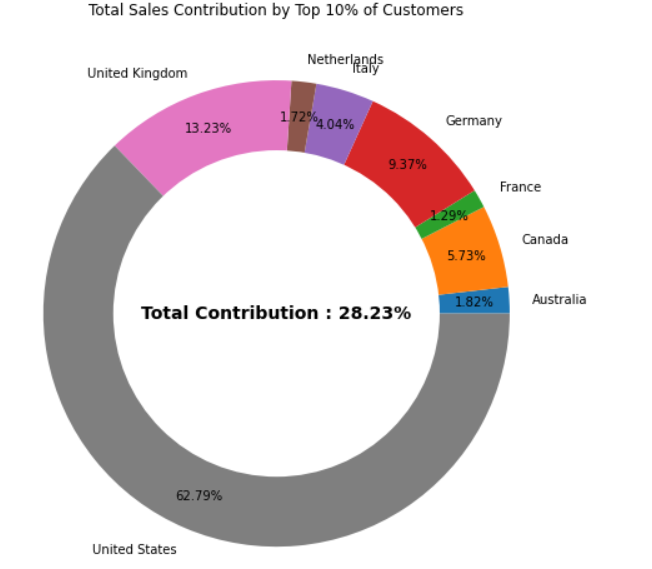 Total Sales Contribution by Top 10% of Customers
Netherlands
Italy
United Kingdom
Germany
France
Canada
Australia
United States
1.72%
4.04%
13.23%
9.37%
1.29%
5.73%
1.82%
Total Contribution : 28.23%
62.79%